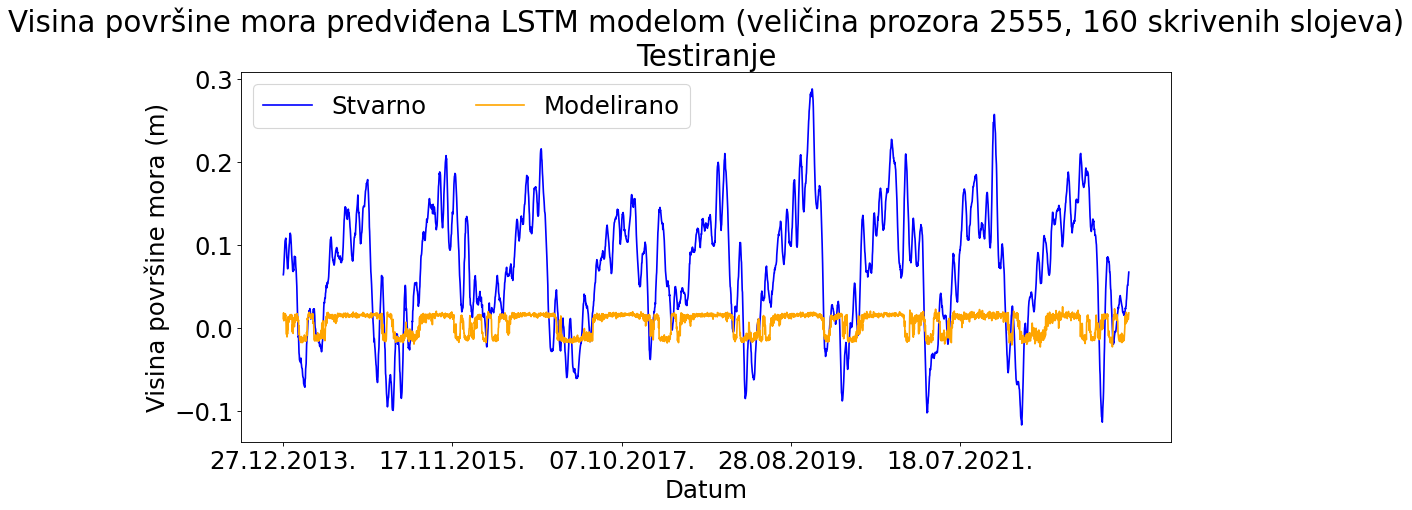 Visina površine mora predviđena LSTM modelom (veličina prozora 2555, 160 skrivenih slojeva)
Testiranje
Stvarno Modelirano
Visina površine mora (m)
0.3
0.2
0.1
0.0
−0.1
27.12.2013. 17.11.2015. 07.10.2017. 28.08.2019. 18.07.2021.
Datum